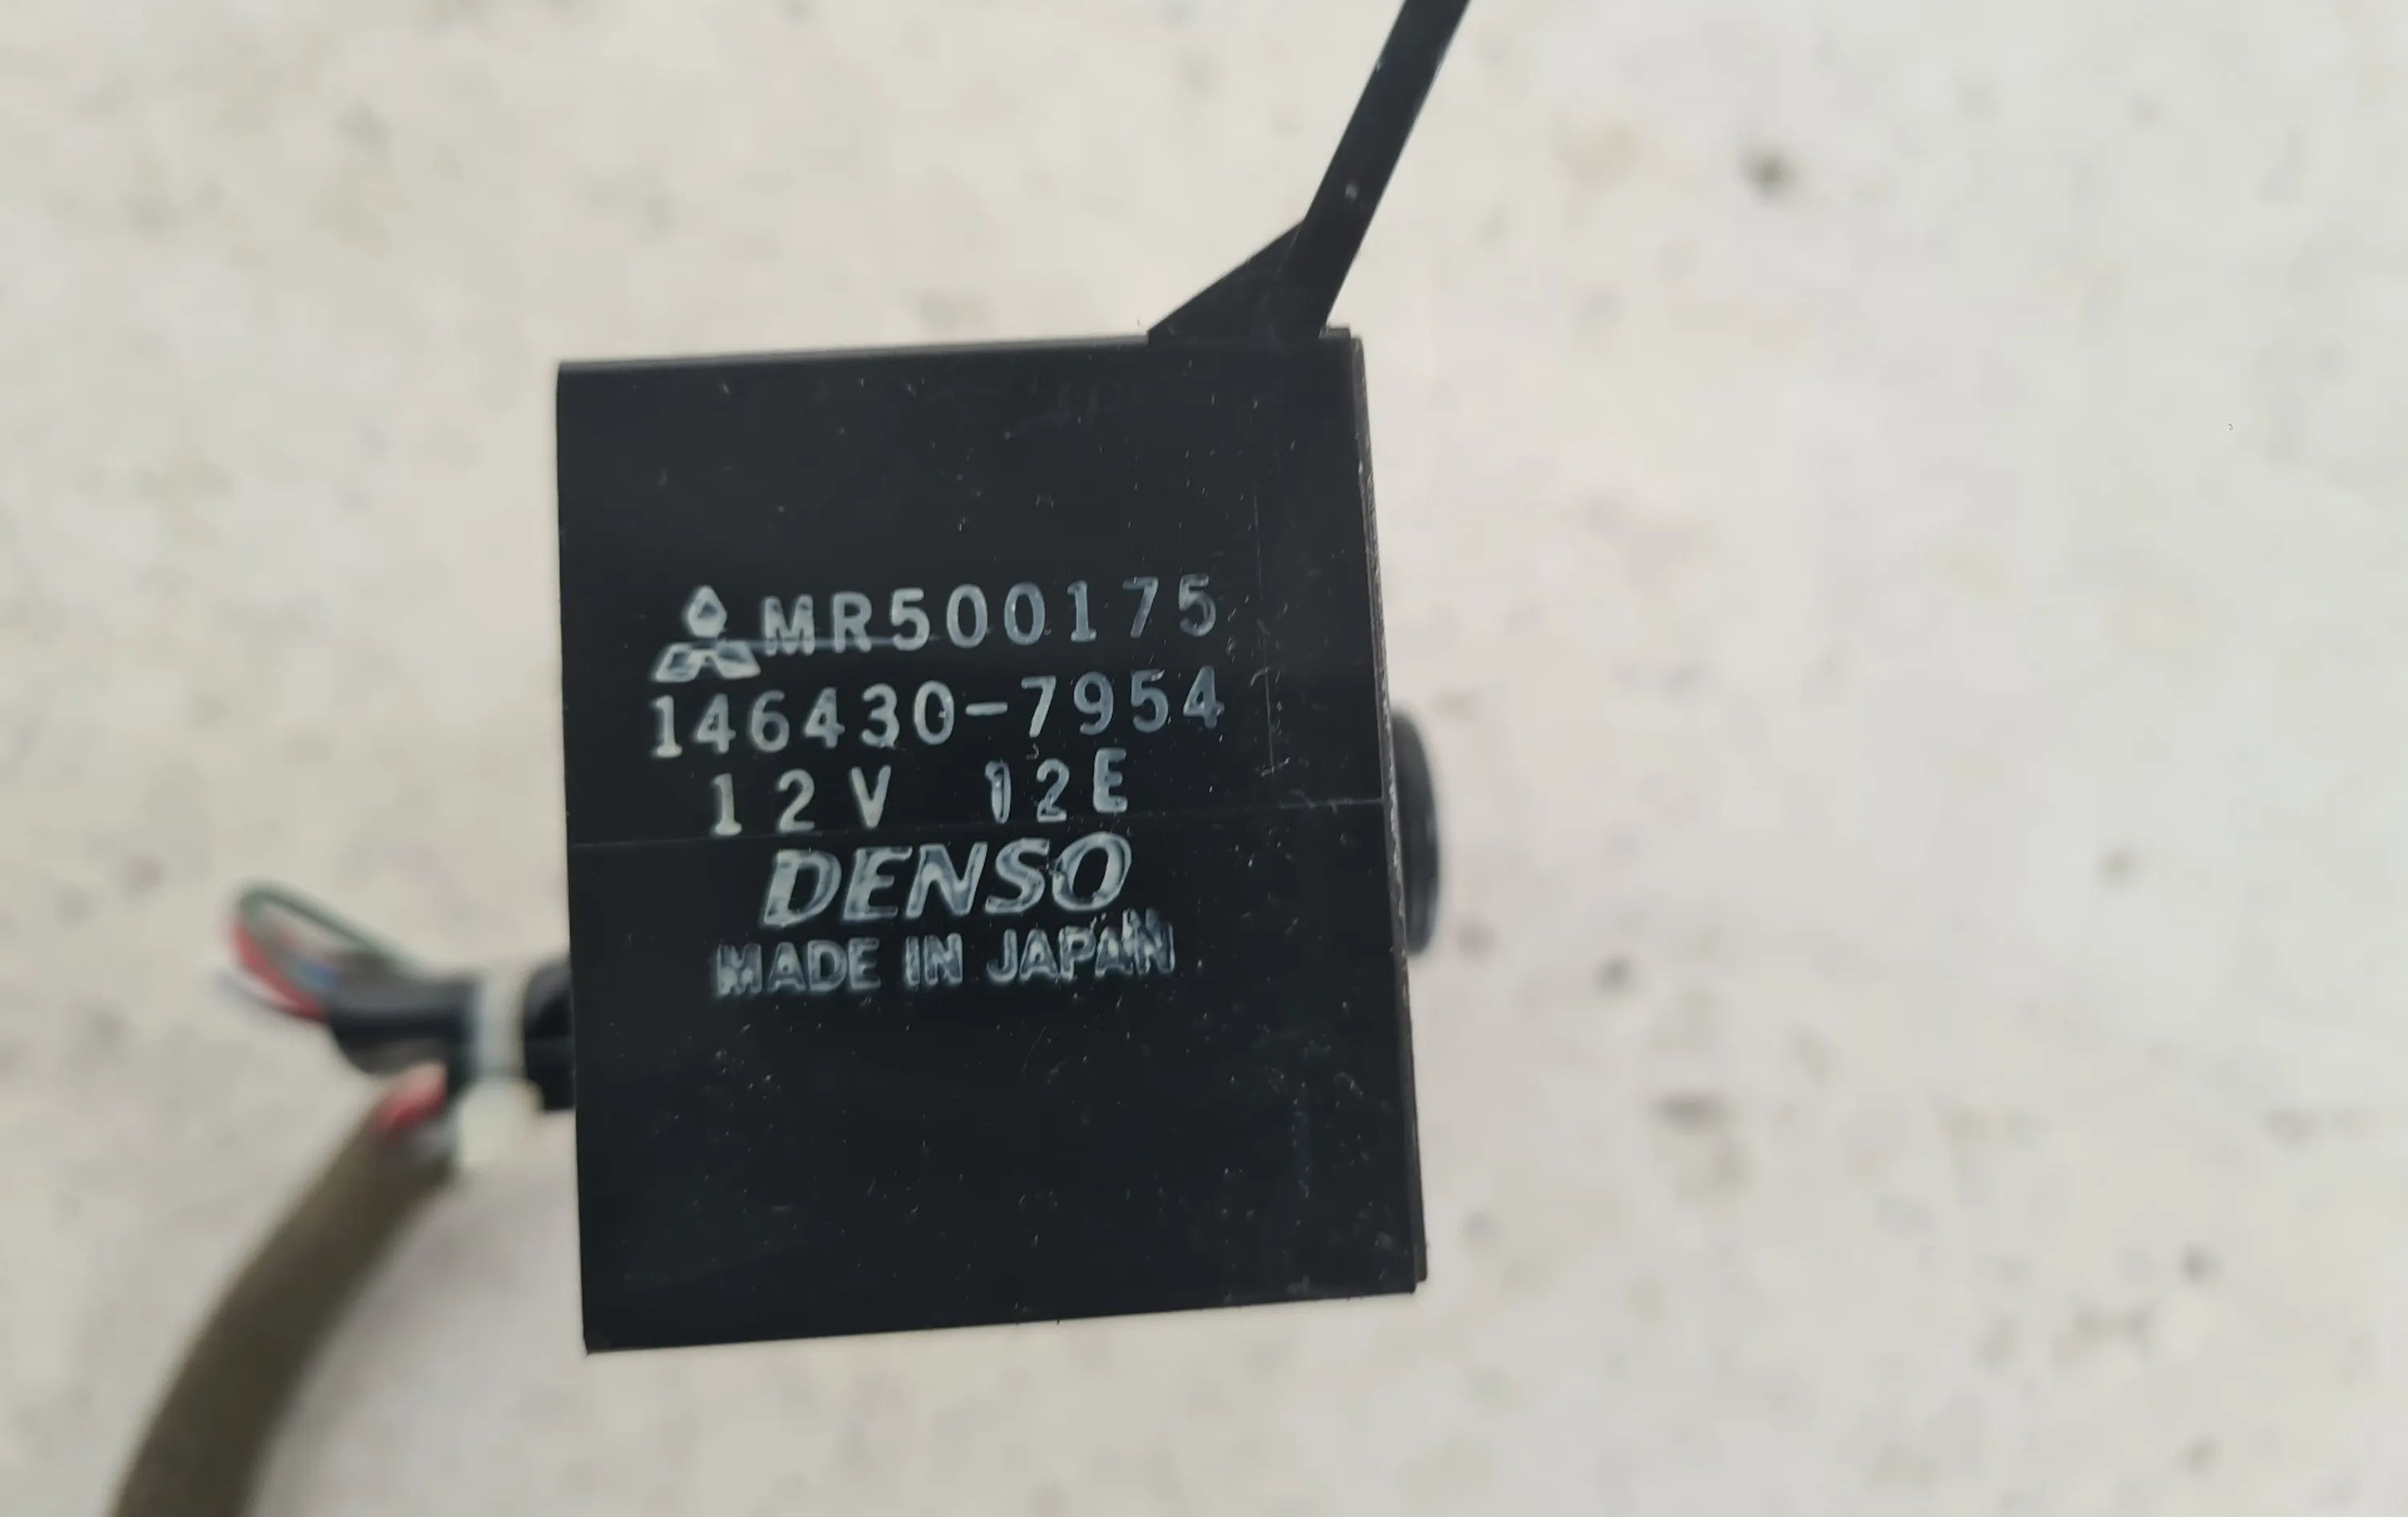 MR500175
146430-7954
12V 12E
DENSO
MADE IN JAPAN